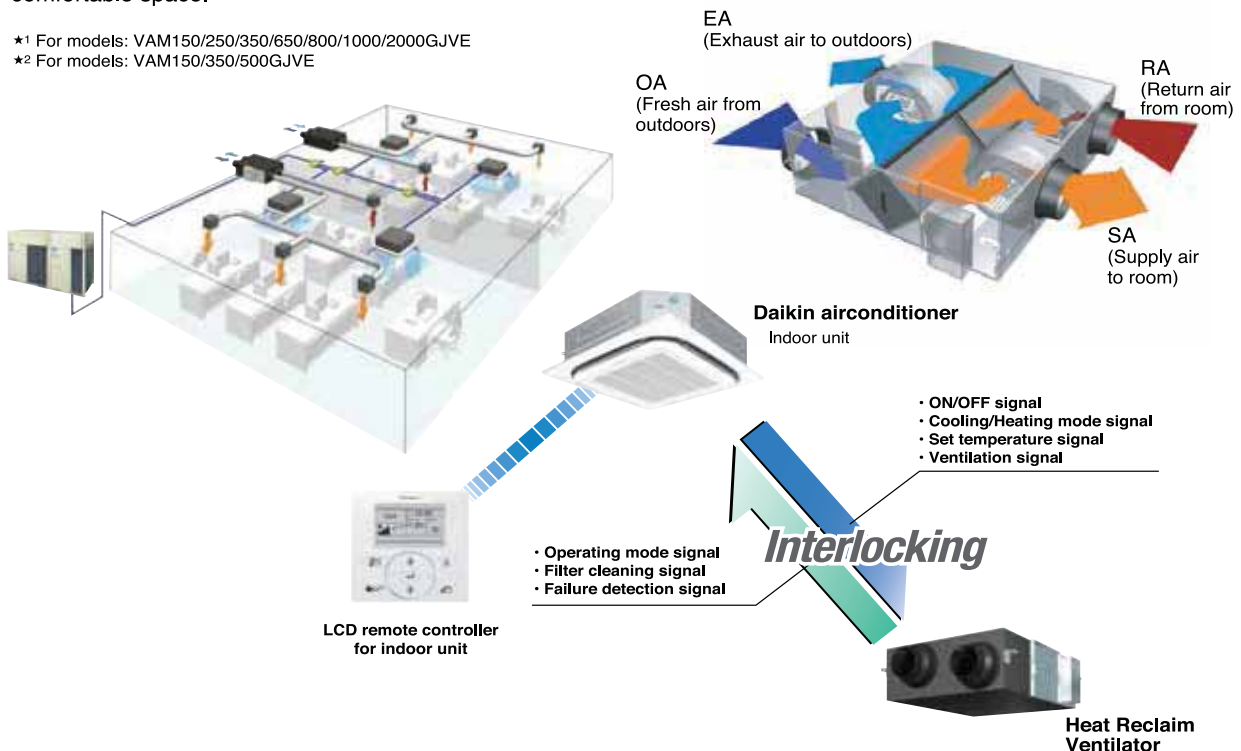 comfortable space.
★1 For models: VAM150/250/350/650/800/1000/2000GJVE
★2 For models: VAM150/350/500GJVE
EA
(Exhaust air to outdoors)
OA
(Fresh air from
outdoors)
RA
(Return air
from room)
SA
(Supply air
to room)
Daikin airconditioner
Indoor unit
• ON/OFF signal
• Cooling/Heating mode signal
• Set temperature signal
• Ventilation signal
Interlocking
• Operating mode signal
• Filter cleaning signal
• Failure detection signal
LCD remote controller
for indoor unit
Heat Reclaim
Ventilator